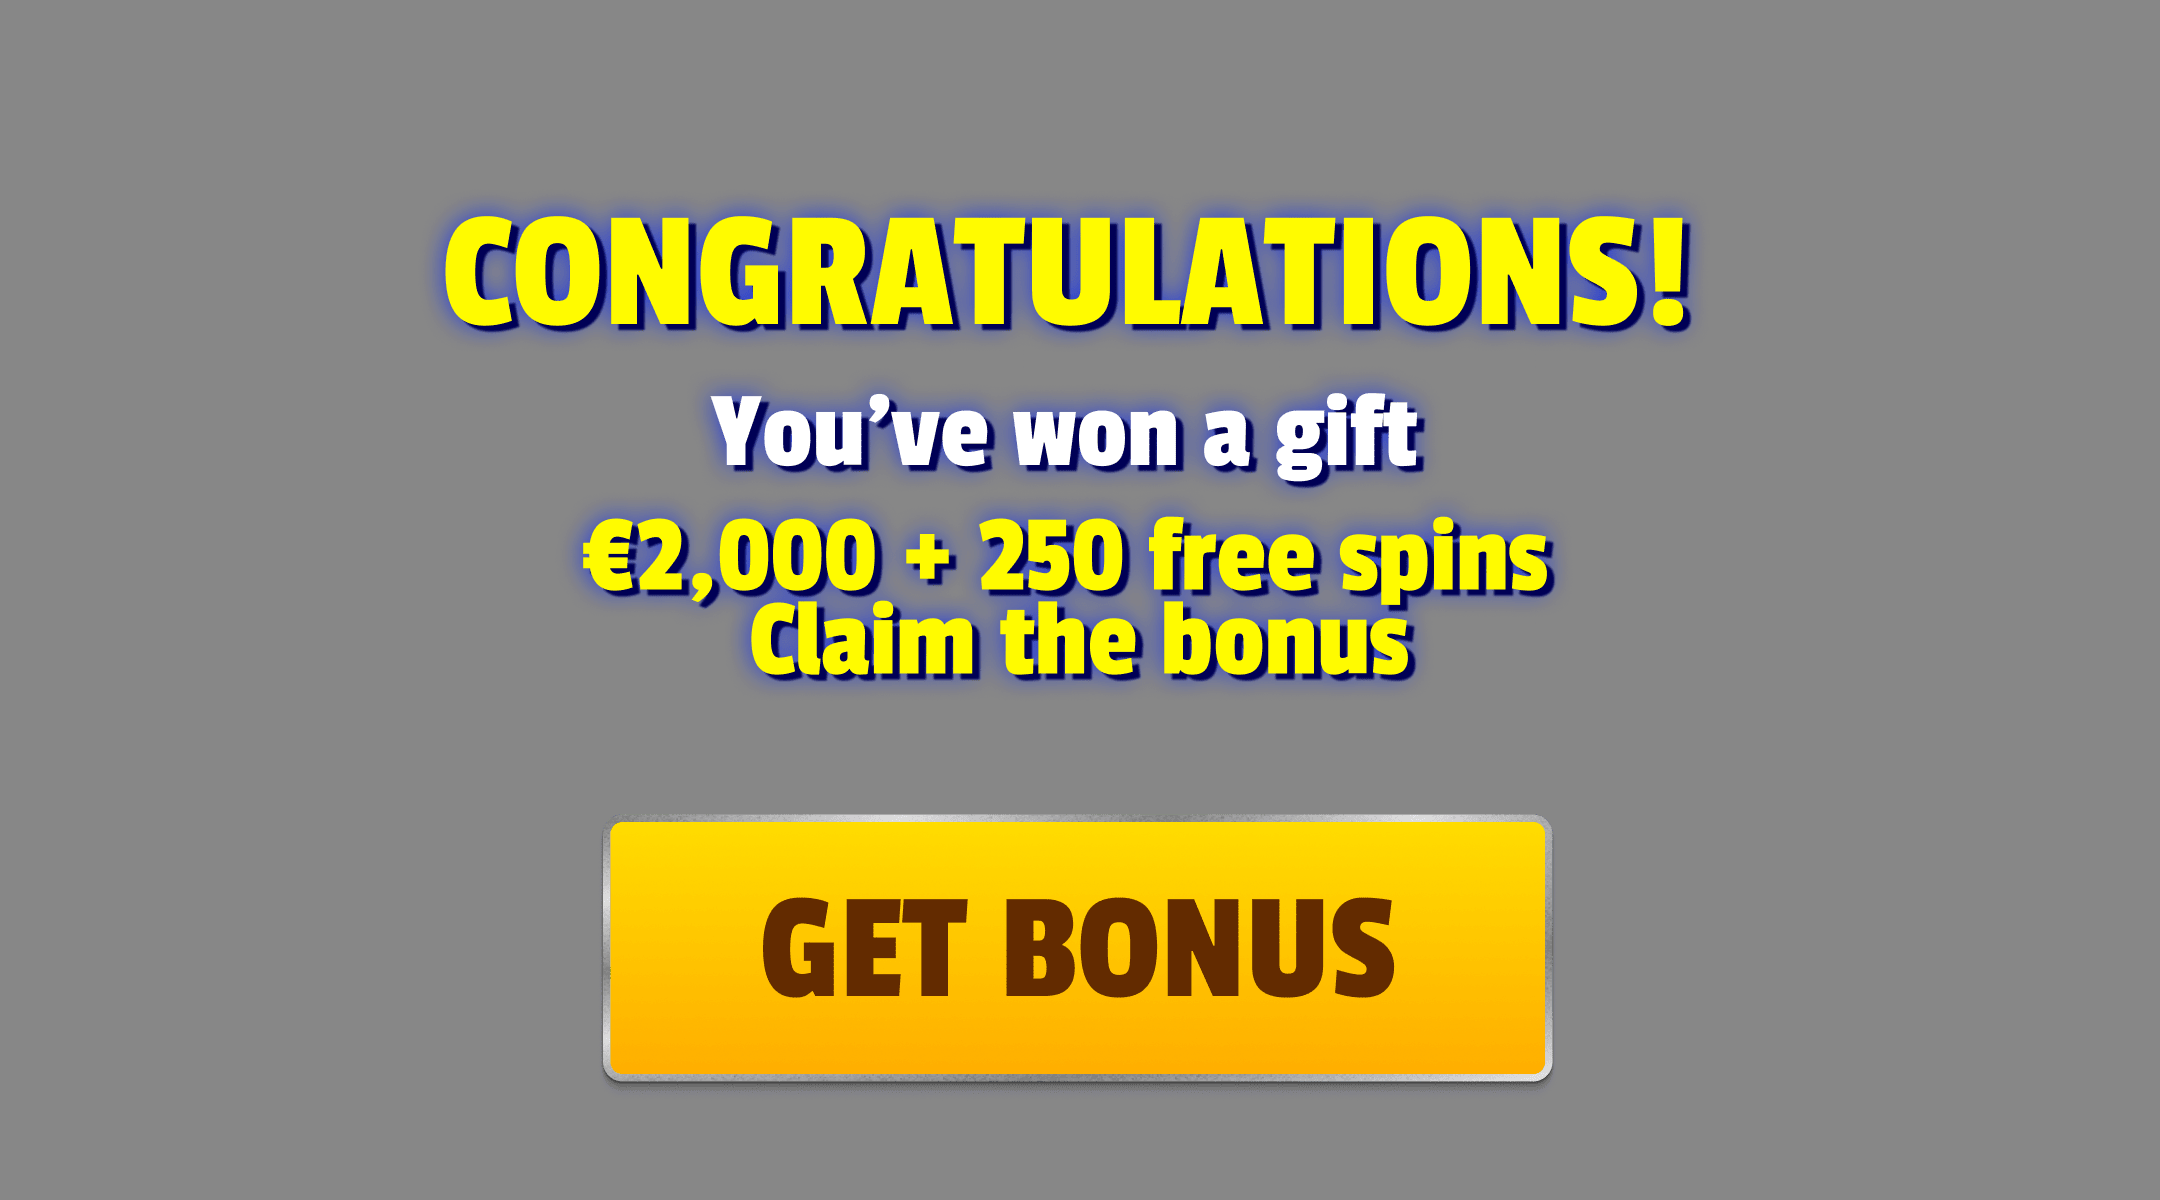 CONGRATULATIONS!
You’ve won a gift
€2,000 + 250 free spins
Claim the bonus
GET BONUS